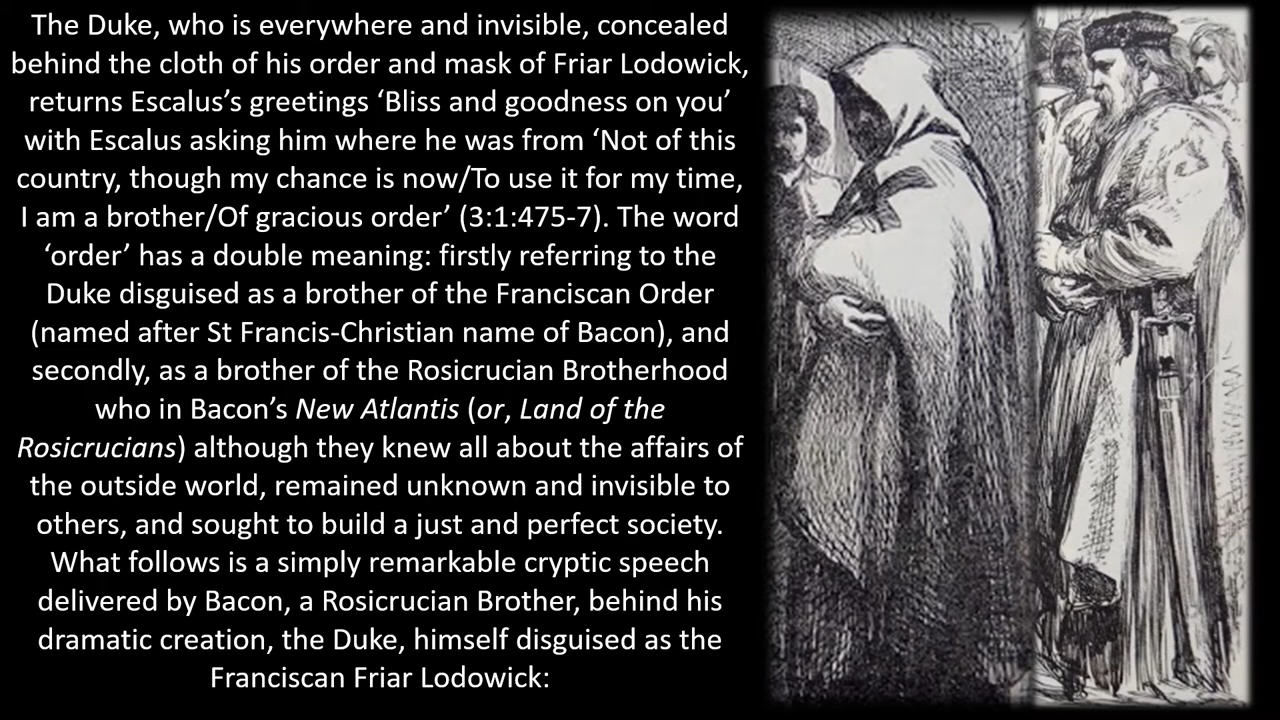 The Duke, who is everywhere and invisible, concealed
behind the cloth of his order and mask of Friar Lodowick,
returns Escalus’s greetings ‘Bliss and goodness on you’
with Escalus asking him where he was from ‘Not of this
country, though my chance is now/To use it for my time,
I am a brother/Of gracious order’ (3:1:475-7). The word
‘order’ has a double meaning: firstly referring to the
Duke disguised as a brother of the Franciscan Order
(named after St Francis-Christian name of Bacon), and
secondly, as a brother of the Rosicrucian Brotherhood
who in Bacon’s New Atlantis (or, Land of the
Rosicrucians) although they knew all about the affairs of
the outside world, remained unknown and invisible to
others, and sought to build a just and perfect society.
What follows is a simply remarkable cryptic speech
delivered by Bacon, a Rosicrucian Brother, behind his
dramatic creation, the Duke, himself disguised as the
Franciscan Friar Lodowick: